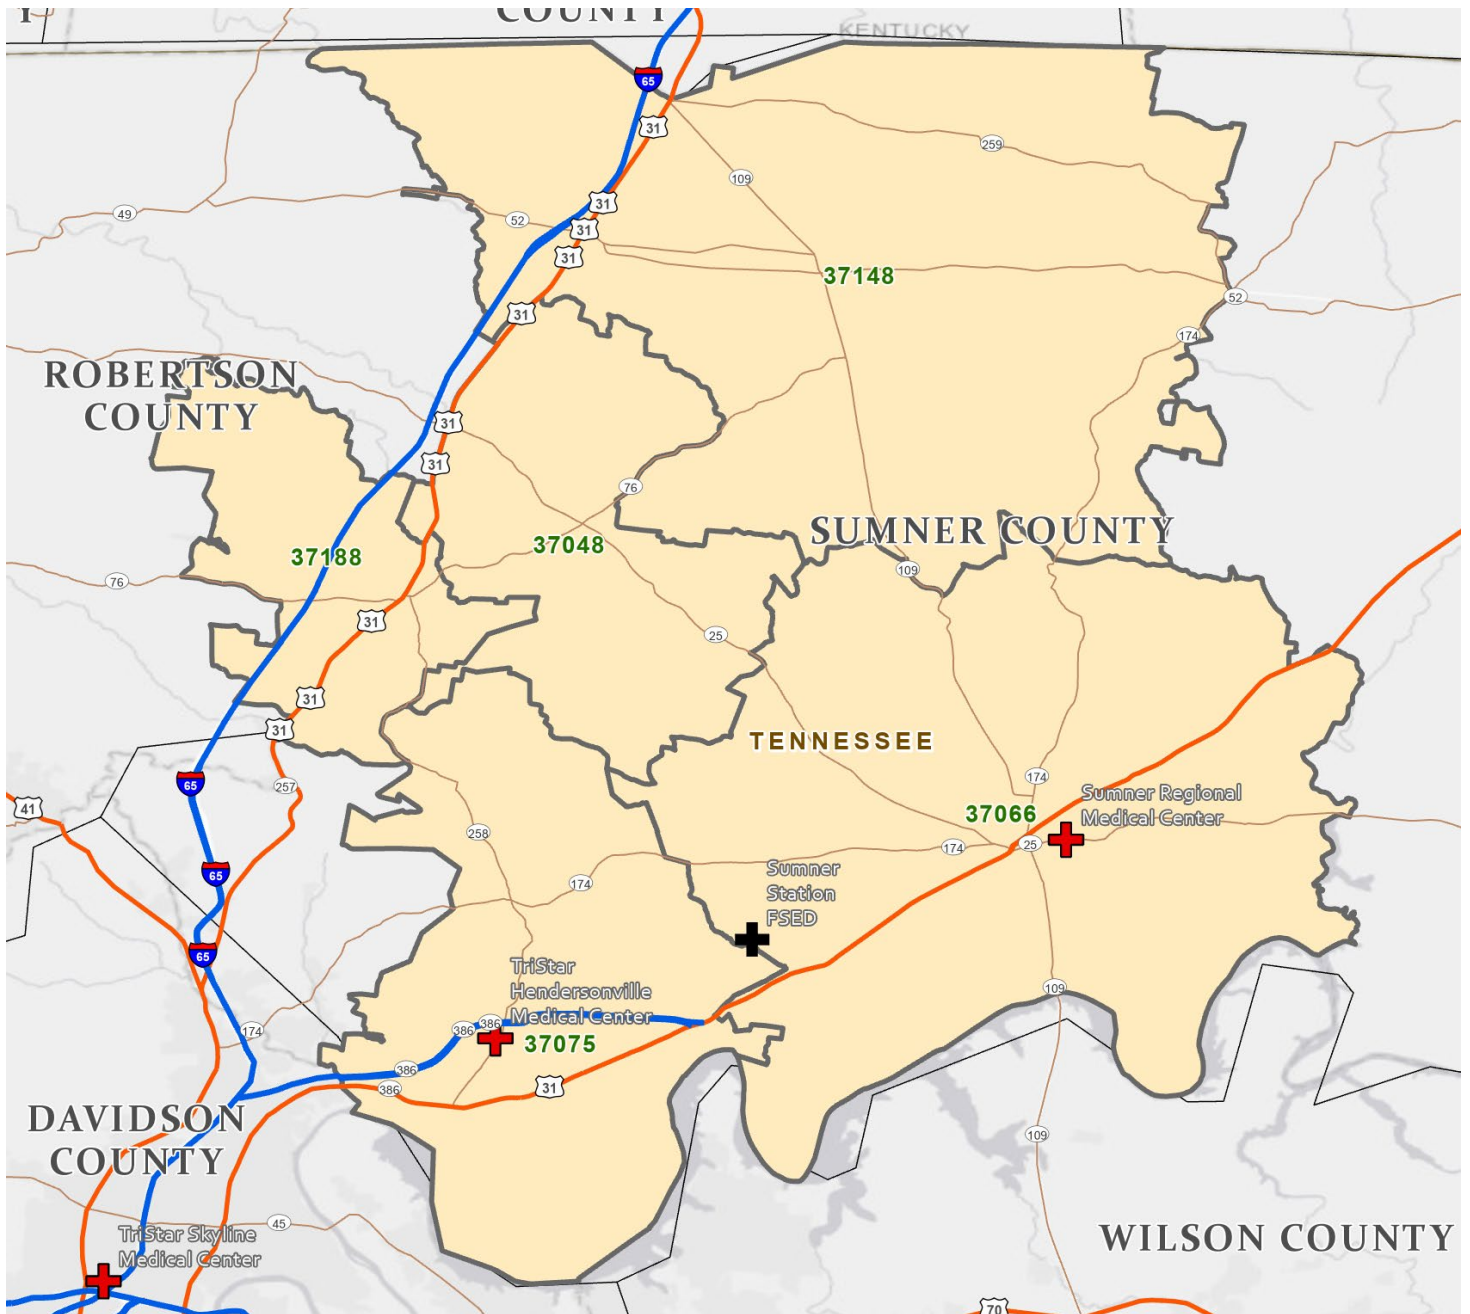 Y
COUNTY
KENTUCKY
65
31
259
109
49
52
31
31
31
37148
52
31
174
ROBERTSON
COUNTY
31
31
76
SUMNER COUNTY
37048
37188
109
76
31
25
31
31
TENNESSEE
174
65
257
41
Sumner Regional
Medical Center
37066
258
25
174
Sumner
Station
FSED
65
174
65
TriStar
Hendersonville
Medical Center
109
386
386
174
37075
386
386
31
DAVIDSON
COUNTY
109
45
TriStar Skyline
Medical Center
WILSON COUNTY
70